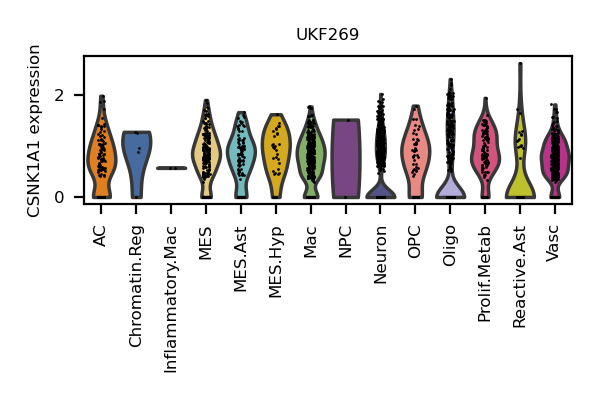 UKF269
CSNK1A1 expression
2
0
AC
Chromatin.Reg
Inflammatory.Mac
MES
MES.Ast
MES.Hyp
Mac
NPC
Neuron
OPC
Oligo
Prolif.Metab
Reactive.Ast
Vasc